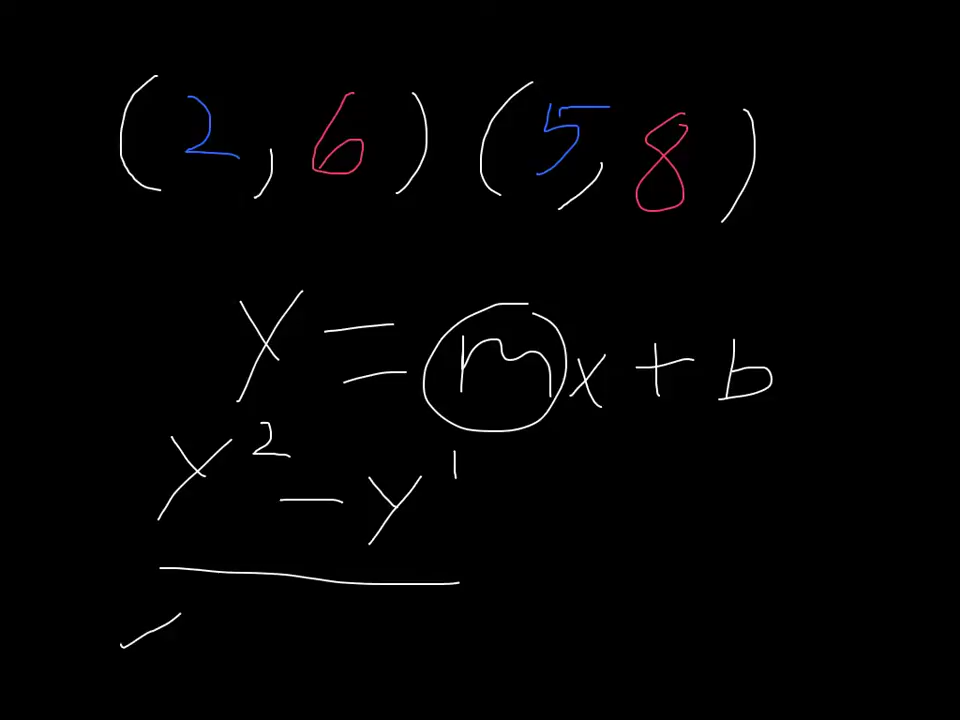 (2, 6) (5, 8)
y = mx + b
y² - y¹